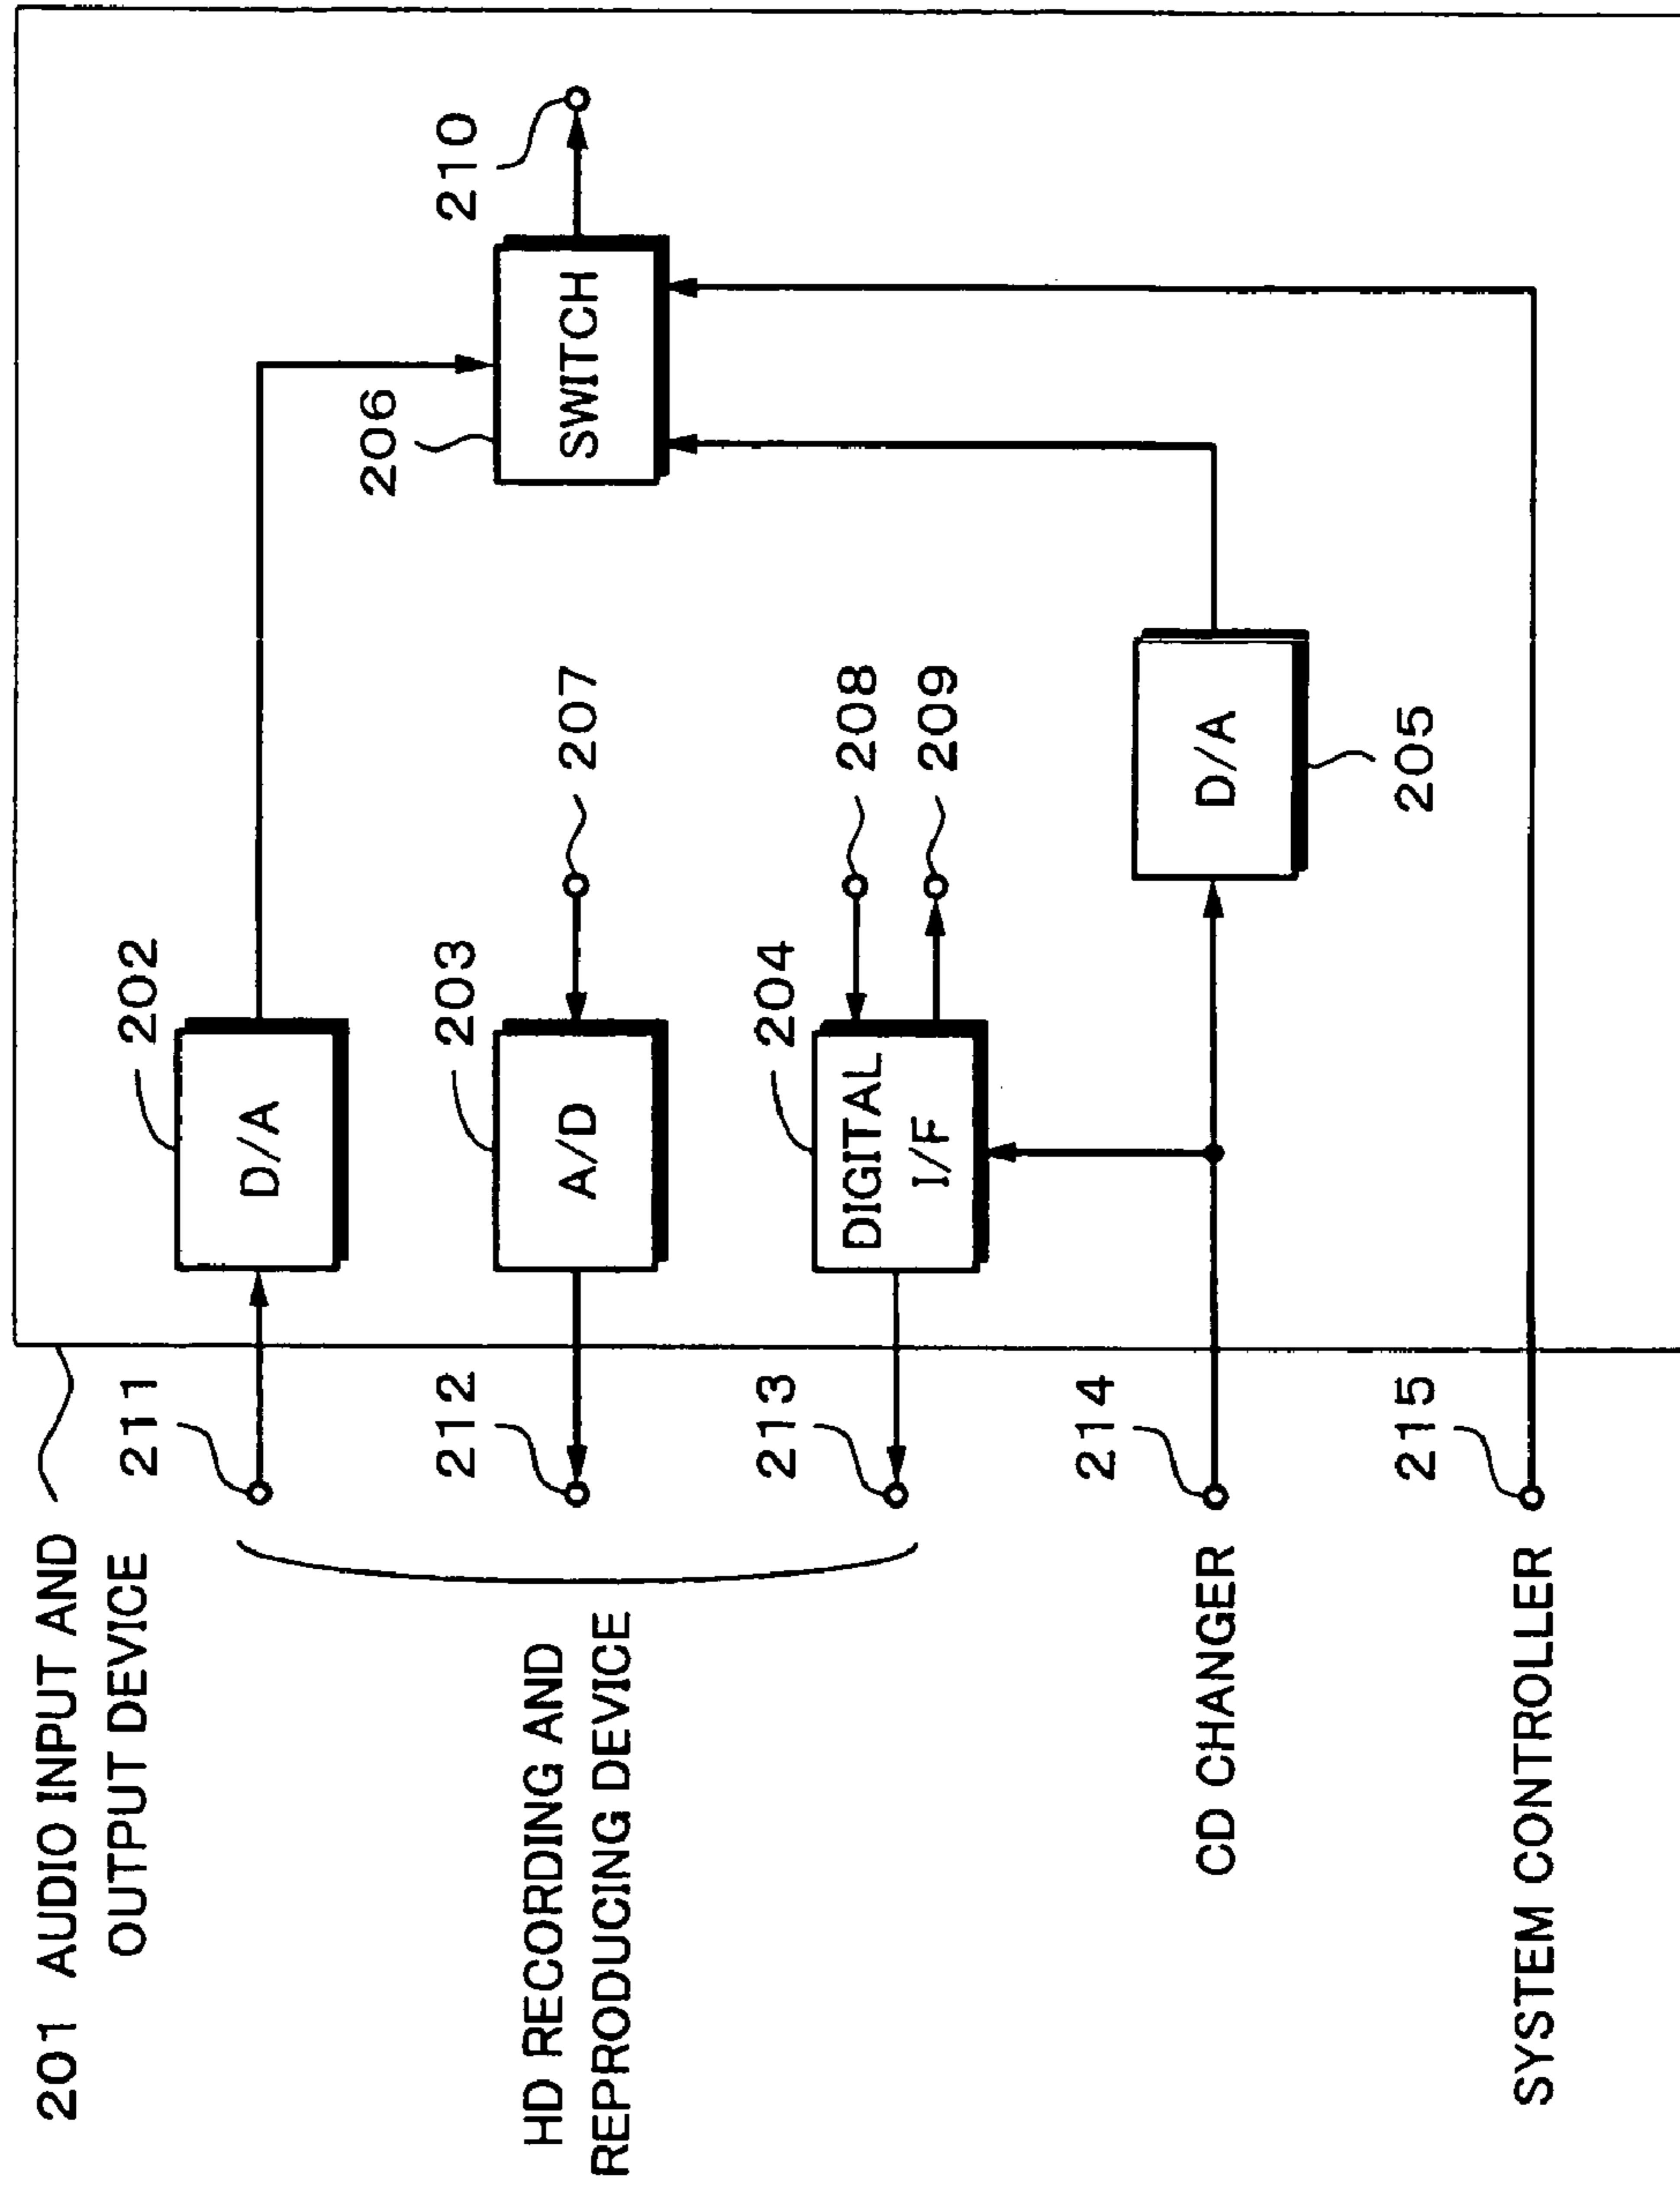 201 AUDIO INPUT AND
OUTPUT DEVICE
211
202
D/A
206
SWITCH
210
HD RECORDING AND
REPRODUCING DEVICE
212
203
A/D
207
213
204
DIGITAL
I/F
208
209
CD CHANGER
214
D/A
205
SYSTEM CONTROLLER
215